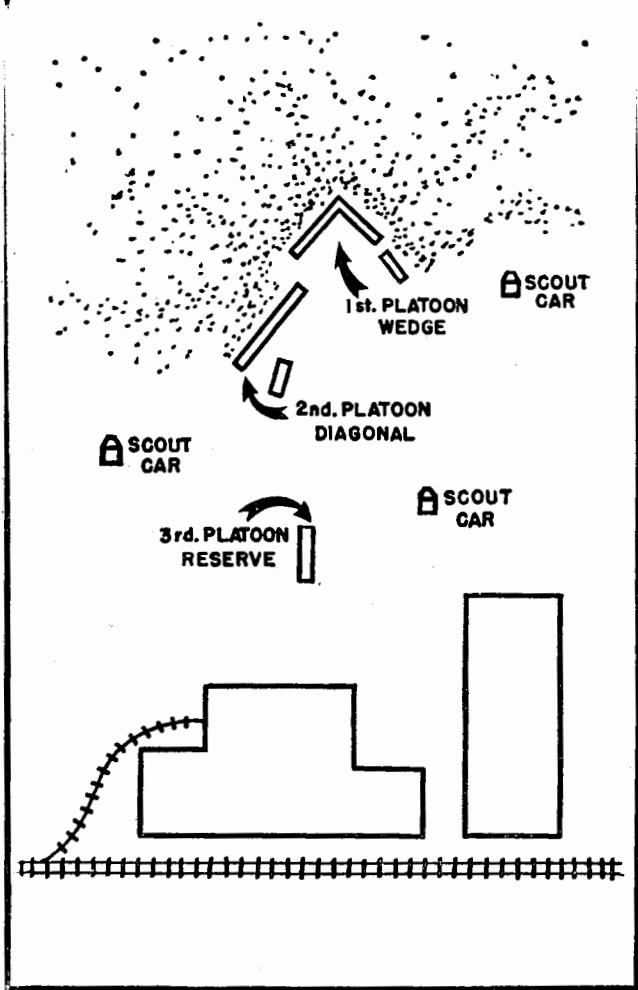 SCOUT
CAR
1st. PLATOON
WEDGE
2nd. PLATOON
DIAGONAL
SCOUT
CAR
SCOUT
CAR
3rd. PLATOON
RESERVE